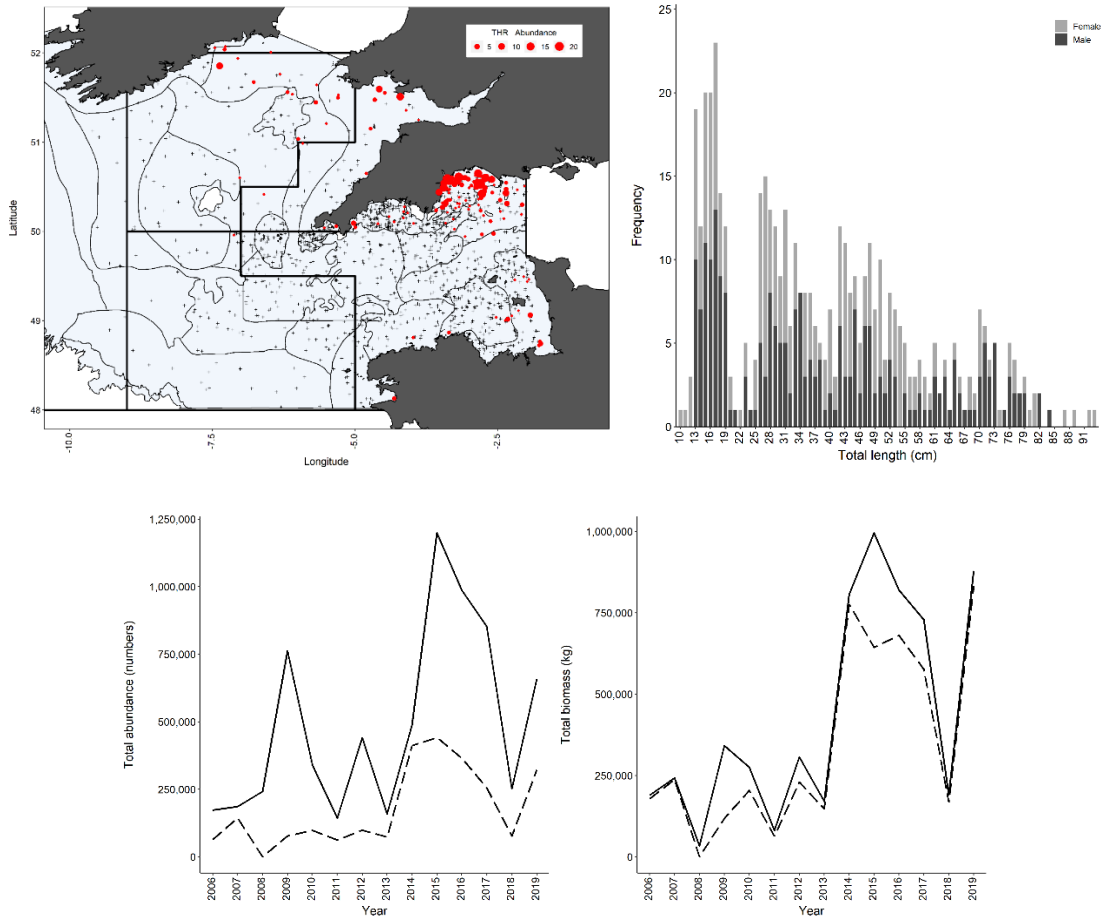 THR Abundance
5 10 15 20
52
51
50
49
48
Latitude
-10.0 -7.5 -5.0 -2.5
Longitude
25
20
15
10
5
0
Frequency
Female
Male
10 13 16 19 22 25 28 31 34 37 40 43 46 49 52 55 58 61 64 67 70 73 76 79 82 85 88 91
Total length (cm)
1,250,000
1,000,000
750,000
500,000
250,000
0
Total abundance (numbers)
2006 2007 2008 2009 2010 2011 2012 2013 2014 2015 2016 2017 2018 2019
Year
1,000,000
750,000
500,000
250,000
0
Total biomass (kg)
2006 2007 2008 2009 2010 2011 2012 2013 2014 2015 2016 2017 2018 2019
Year